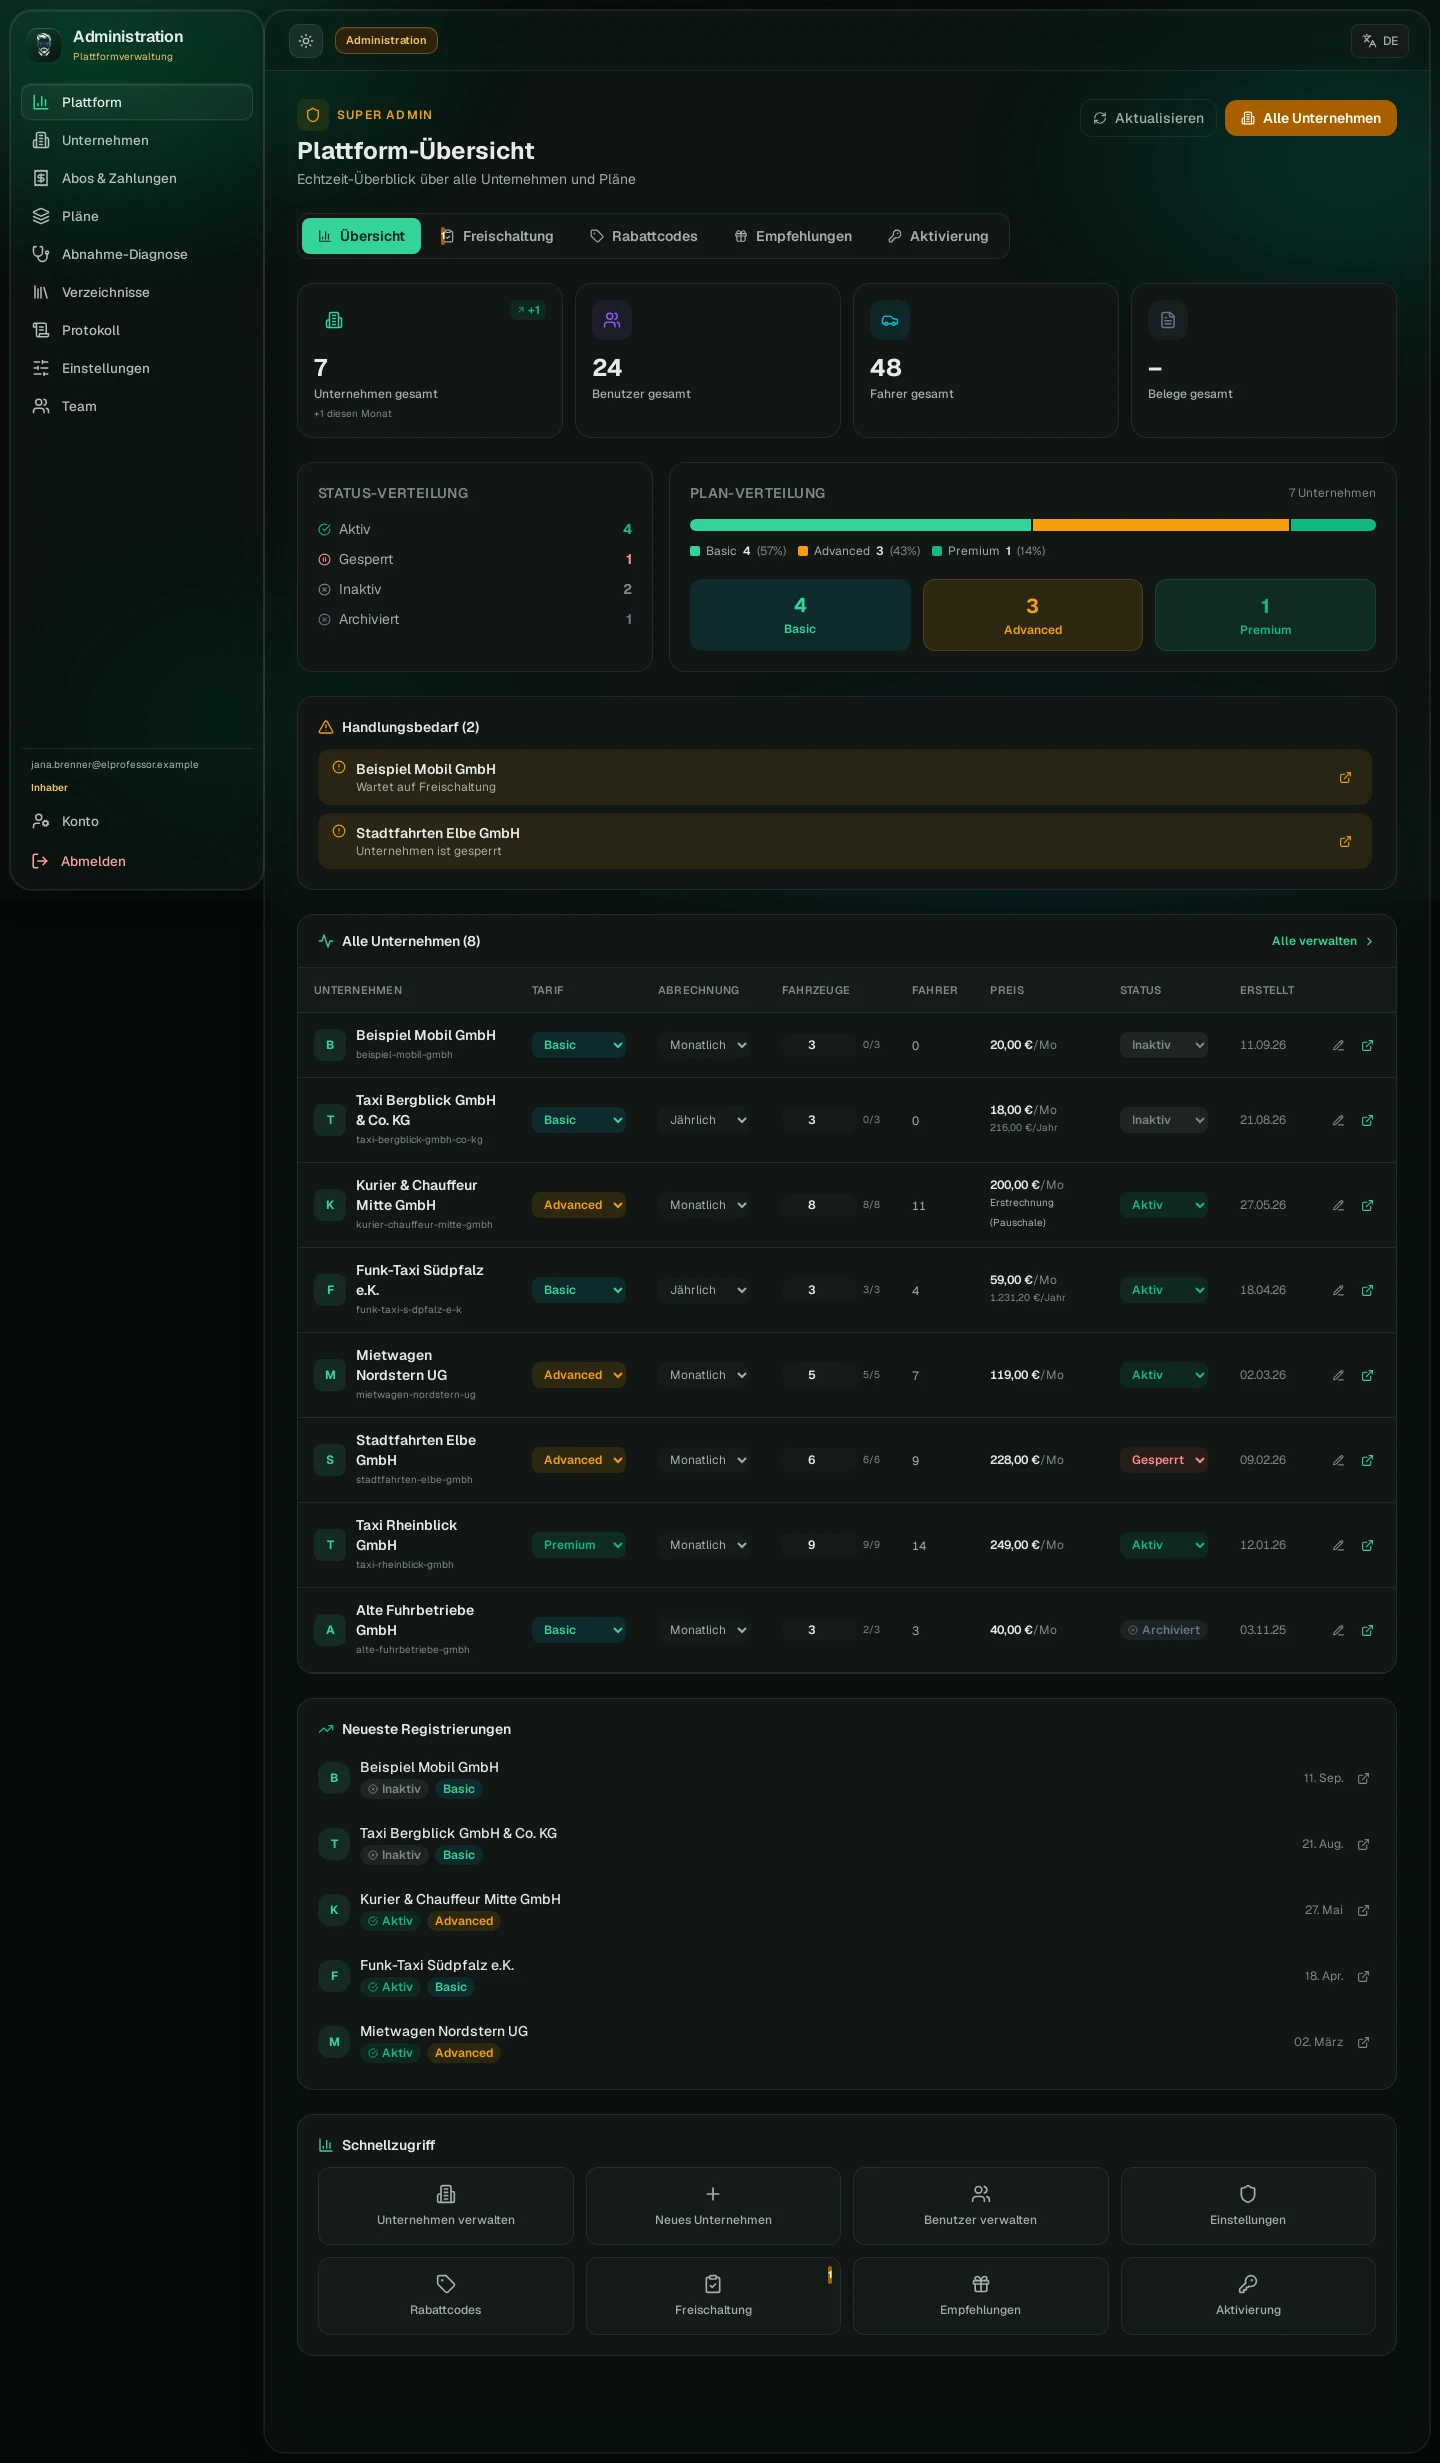 Administration
Plattformverwaltung
Plattform
Unternehmen
Abos & Zahlungen
Pläne
Abnahme-Diagnose
Verzeichnisse
Protokoll
Einstellungen
Team
jana.brenner@elprofessor.example
Inhaber
Konto
Abmelden
Administration
DE
SUPER ADMIN
Plattform-Übersicht
Echtzeit-Überblick über alle Unternehmen und Pläne
Aktualisieren
Alle Unternehmen
Übersicht
1
Freischaltung
Rabattcodes
Empfehlungen
Aktivierung
+1
7
Unternehmen gesamt
+1 diesen Monat
24
Benutzer gesamt
48
Fahrer gesamt
–
Belege gesamt
STATUS-VERTEILUNG
Aktiv 4
Gesperrt 1
Inaktiv 2
Archiviert 1
PLAN-VERTEILUNG
7 Unternehmen
Basic 4 (57%) Advanced 3 (43%) Premium 1 (14%)
4
Basic
3
Advanced
1
Premium
Handlungsbedarf (2)
Beispiel Mobil GmbH
Wartet auf Freischaltung
Stadtfahrten Elbe GmbH
Unternehmen ist gesperrt
Alle Unternehmen (8)
Alle verwalten
UNTERNEHMEN TARIF ABRECHNUNG FAHRZEUGE FAHRER PREIS STATUS ERSTELLT
B Beispiel Mobil GmbH
beispiel-mobil-gmbh
Basic Monatlich 3 0/3 0 20,00 €/Mo Inaktiv 11.09.26
T Taxi Bergblick GmbH
& Co. KG
taxi-bergblick-gmbh-co-kg
Basic Jährlich 3 0/3 0 18,00 €/Mo
216,00 €/Jahr
Inaktiv 21.08.26
K Kurier & Chauffeur
Mitte GmbH
kurier-chauffeur-mitte-gmbh
Advanced Monatlich 8 8/8 11 200,00 €/Mo
Erstrechnung
(Pauschale)
Aktiv 27.05.26
F Funk-Taxi Südpfalz
e.K.
funk-taxi-s-dpfalz-e-k
Basic Jährlich 3 3/3 4 59,00 €/Mo
1.231,20 €/Jahr
Aktiv 18.04.26
M Mietwagen
Nordstern UG
mietwagen-nordstern-ug
Advanced Monatlich 5 5/5 7 119,00 €/Mo Aktiv 02.03.26
S Stadtfahrten Elbe
GmbH
stadtfahrten-elbe-gmbh
Advanced Monatlich 6 6/6 9 228,00 €/Mo Gesperrt 09.02.26
T Taxi Rheinblick
GmbH
taxi-rheinblick-gmbh
Premium Monatlich 9 9/9 14 249,00 €/Mo Aktiv 12.01.26
A Alte Fuhrbetriebe
GmbH
alte-fuhrbetriebe-gmbh
Basic Monatlich 3 2/3 3 40,00 €/Mo Archiviert 03.11.25
Neueste Registrierungen
B Beispiel Mobil GmbH
Inaktiv Basic
11. Sep.
T Taxi Bergblick GmbH & Co. KG
Inaktiv Basic
21. Aug.
K Kurier & Chauffeur Mitte GmbH
Aktiv Advanced
27. Mai
F Funk-Taxi Südpfalz e.K.
Aktiv Basic
18. Apr.
M Mietwagen Nordstern UG
Aktiv Advanced
02. März
Schnellzugriff
Unternehmen verwalten
Neues Unternehmen
Benutzer verwalten
Einstellungen
Rabattcodes
1
Freischaltung
Empfehlungen
Aktivierung